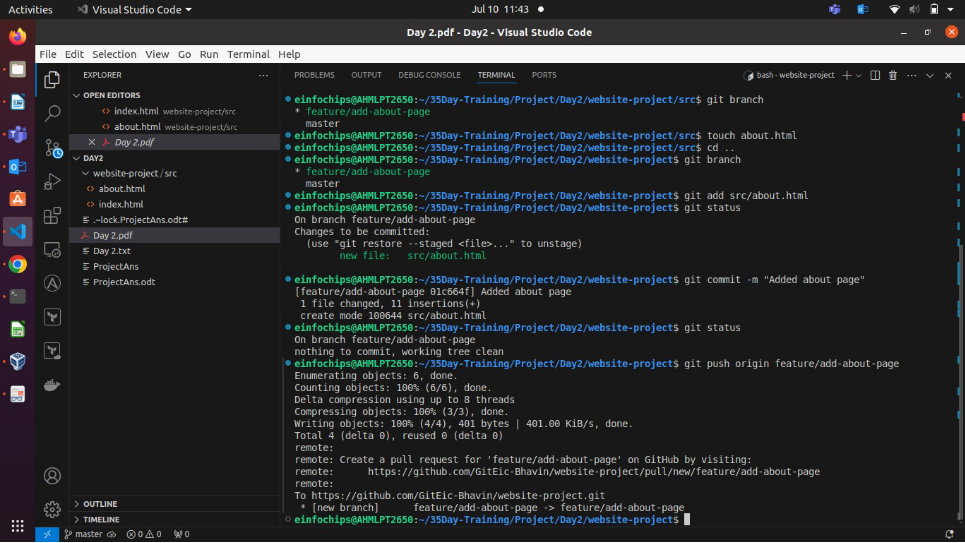 Activities
Visual Studio Code
Jul 10 11:43
Day 2.pdf - Day2 - Visual Studio Code
File Edit Selection View Go Run Terminal Help
EXPLORER
OPEN EDITORS
index.html website-project/src
about.html website-project/src
Day 2.pdf
DAY2
website-project / src
about.html
index.html
.~lock.ProjectAns.odt#
Day 2.pdf
Day 2.txt
ProjectAns
ProjectAns.odt
OUTLINE
TIMELINE
PROBLEMS OUTPUT DEBUG CONSOLE TERMINAL PORTS
bash - website-project
einfochips@AHMLPT2650:~/35Day-Training/Project/Day2/website-project/src$ git branch
* feature/add-about-page
master
einfochips@AHMLPT2650:~/35Day-Training/Project/Day2/website-project/src$ touch about.html
einfochips@AHMLPT2650:~/35Day-Training/Project/Day2/website-project/src$ cd ..
einfochips@AHMLPT2650:~/35Day-Training/Project/Day2/website-project$ git branch
* feature/add-about-page
master
einfochips@AHMLPT2650:~/35Day-Training/Project/Day2/website-project$ git add src/about.html
einfochips@AHMLPT2650:~/35Day-Training/Project/Day2/website-project$ git status
On branch feature/add-about-page
Changes to be committed:
(use "git restore --staged <file>..." to unstage)
new file: src/about.html
einfochips@AHMLPT2650:~/35Day-Training/Project/Day2/website-project$ git commit -m "Added about page"
[feature/add-about-page 01c664f] Added about page
1 file changed, 11 insertions(+)
create mode 100644 src/about.html
einfochips@AHMLPT2650:~/35Day-Training/Project/Day2/website-project$ git status
On branch feature/add-about-page
nothing to commit, working tree clean
einfochips@AHMLPT2650:~/35Day-Training/Project/Day2/website-project$ git push origin feature/add-about-page
Enumerating objects: 6, done.
Counting objects: 100% (6/6), done.
Delta compression using up to 8 threads
Compressing objects: 100% (3/3), done.
Writing objects: 100% (4/4), 401 bytes | 401.00 KiB/s, done.
Total 4 (delta 0), reused 0 (delta 0)
remote:
remote: Create a pull request for 'feature/add-about-page' on GitHub by visiting:
remote: https://github.com/GitEic-Bhavin/website-project/pull/new/feature/add-about-page
remote:
To https://github.com/GitEic-Bhavin/website-project.git
* [new branch] feature/add-about-page -> feature/add-about-page
einfochips@AHMLPT2650:~/35Day-Training/Project/Day2/website-project$
master 0 0 0